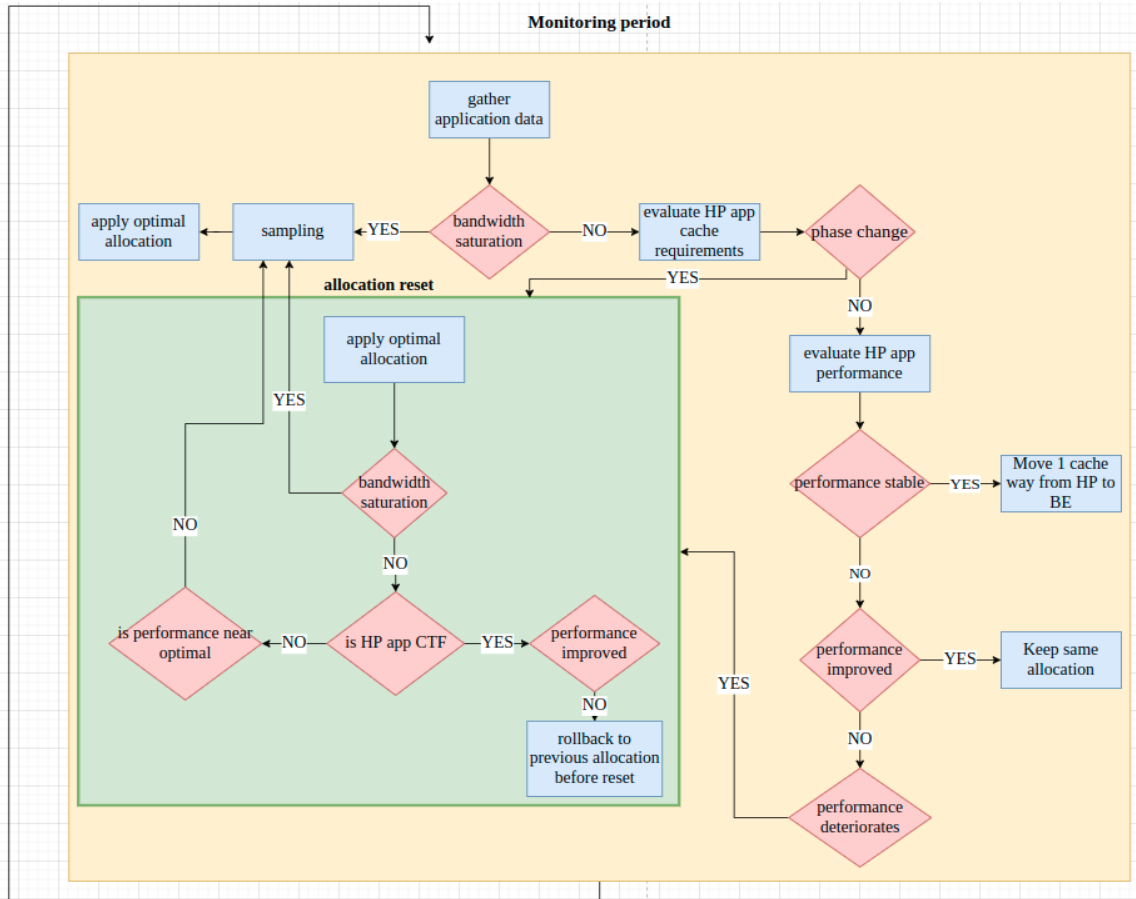 Monitoring period
gather
application data
bandwidth
saturation
YES
NO
sampling
apply optimal
allocation
evaluate HP app
cache
requirements
phase change
YES
NO
allocation reset
apply optimal
allocation
bandwidth
saturation
YES
NO
is HP app CTF
NO
YES
is performance near
optimal
NO
performance
improved
NO
rollback to
previous allocation
before reset
evaluate HP app
performance
performance stable
YES
Move 1 cache
way from HP to
BE
NO
performance
improved
YES
Keep same
allocation
NO
performance
deteriorates
YES